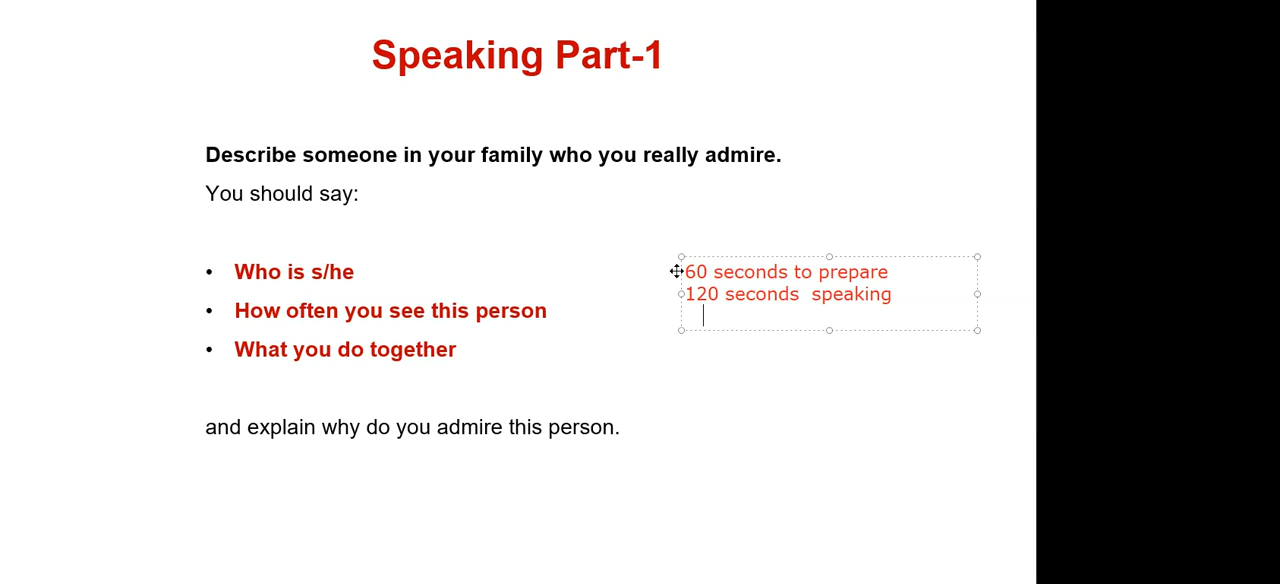 Speaking Part-1
Describe someone in your family who you really admire.
You should say:
• Who is s/he
• How often you see this person
• What you do together
60 seconds to prepare
120 seconds  speaking
and explain why do you admire this person.